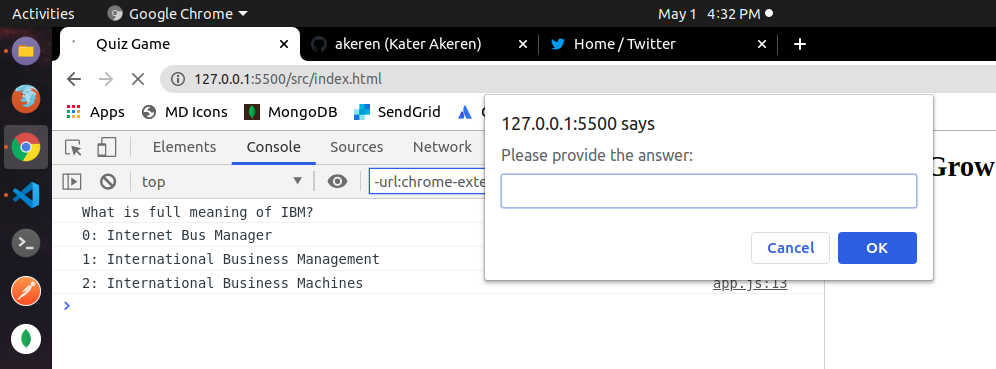 Activities Google Chrome May 1 4:32 PM
Quiz Game akeren (Kater Akeren) Home / Twitter
127.0.0.1:5500/src/index.html
Apps MD Icons MongoDB SendGrid
127.0.0.1:5500 says
Please provide the answer:
Cancel OK
Elements Console Sources Network
top -url:chrome-exte
What is full meaning of IBM?
0: Internet Bus Manager
1: International Business Management
2: International Business Machines app.js:13
Grow